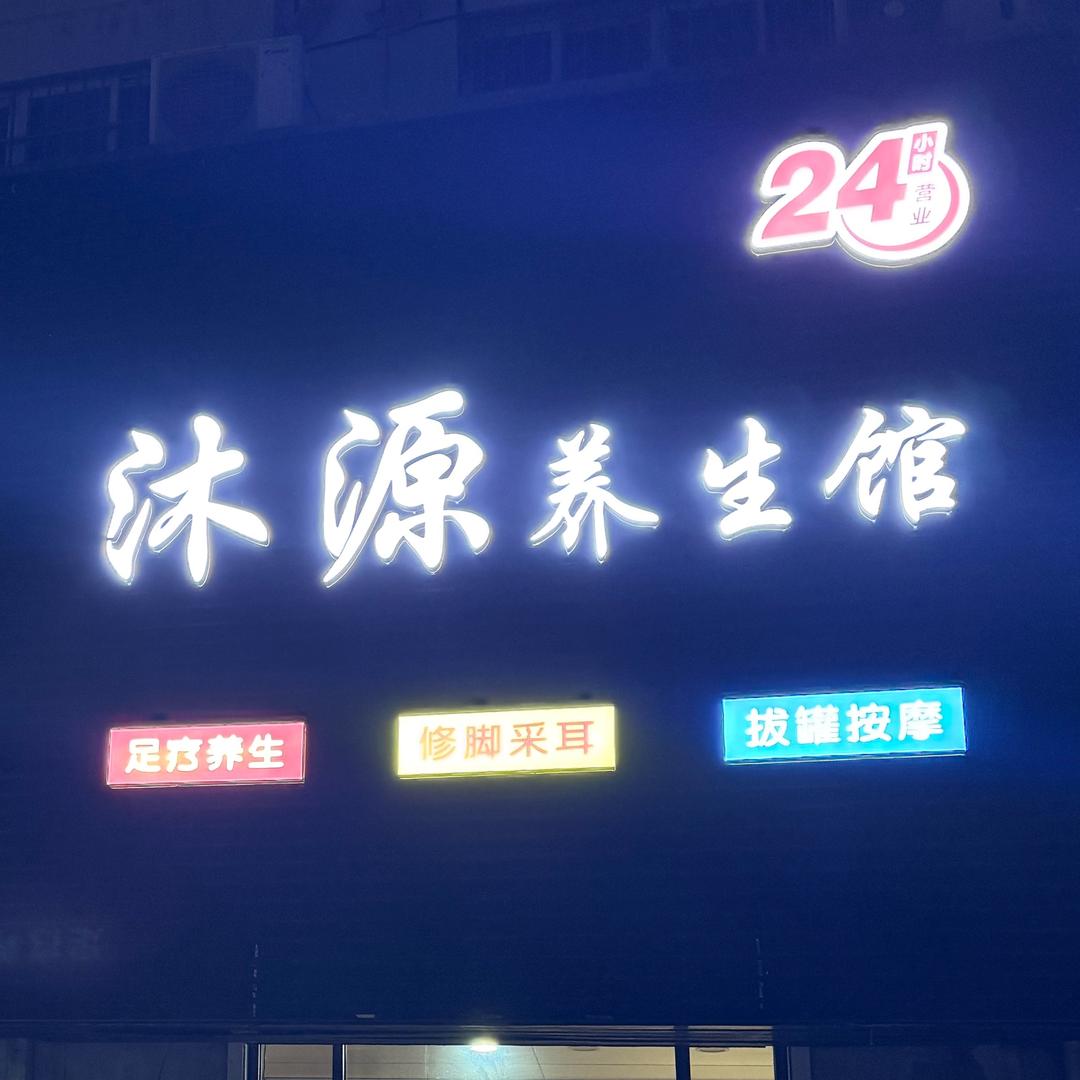 24小时营业
沐源养生馆
足疗养生
修脚采耳
拔罐按摩